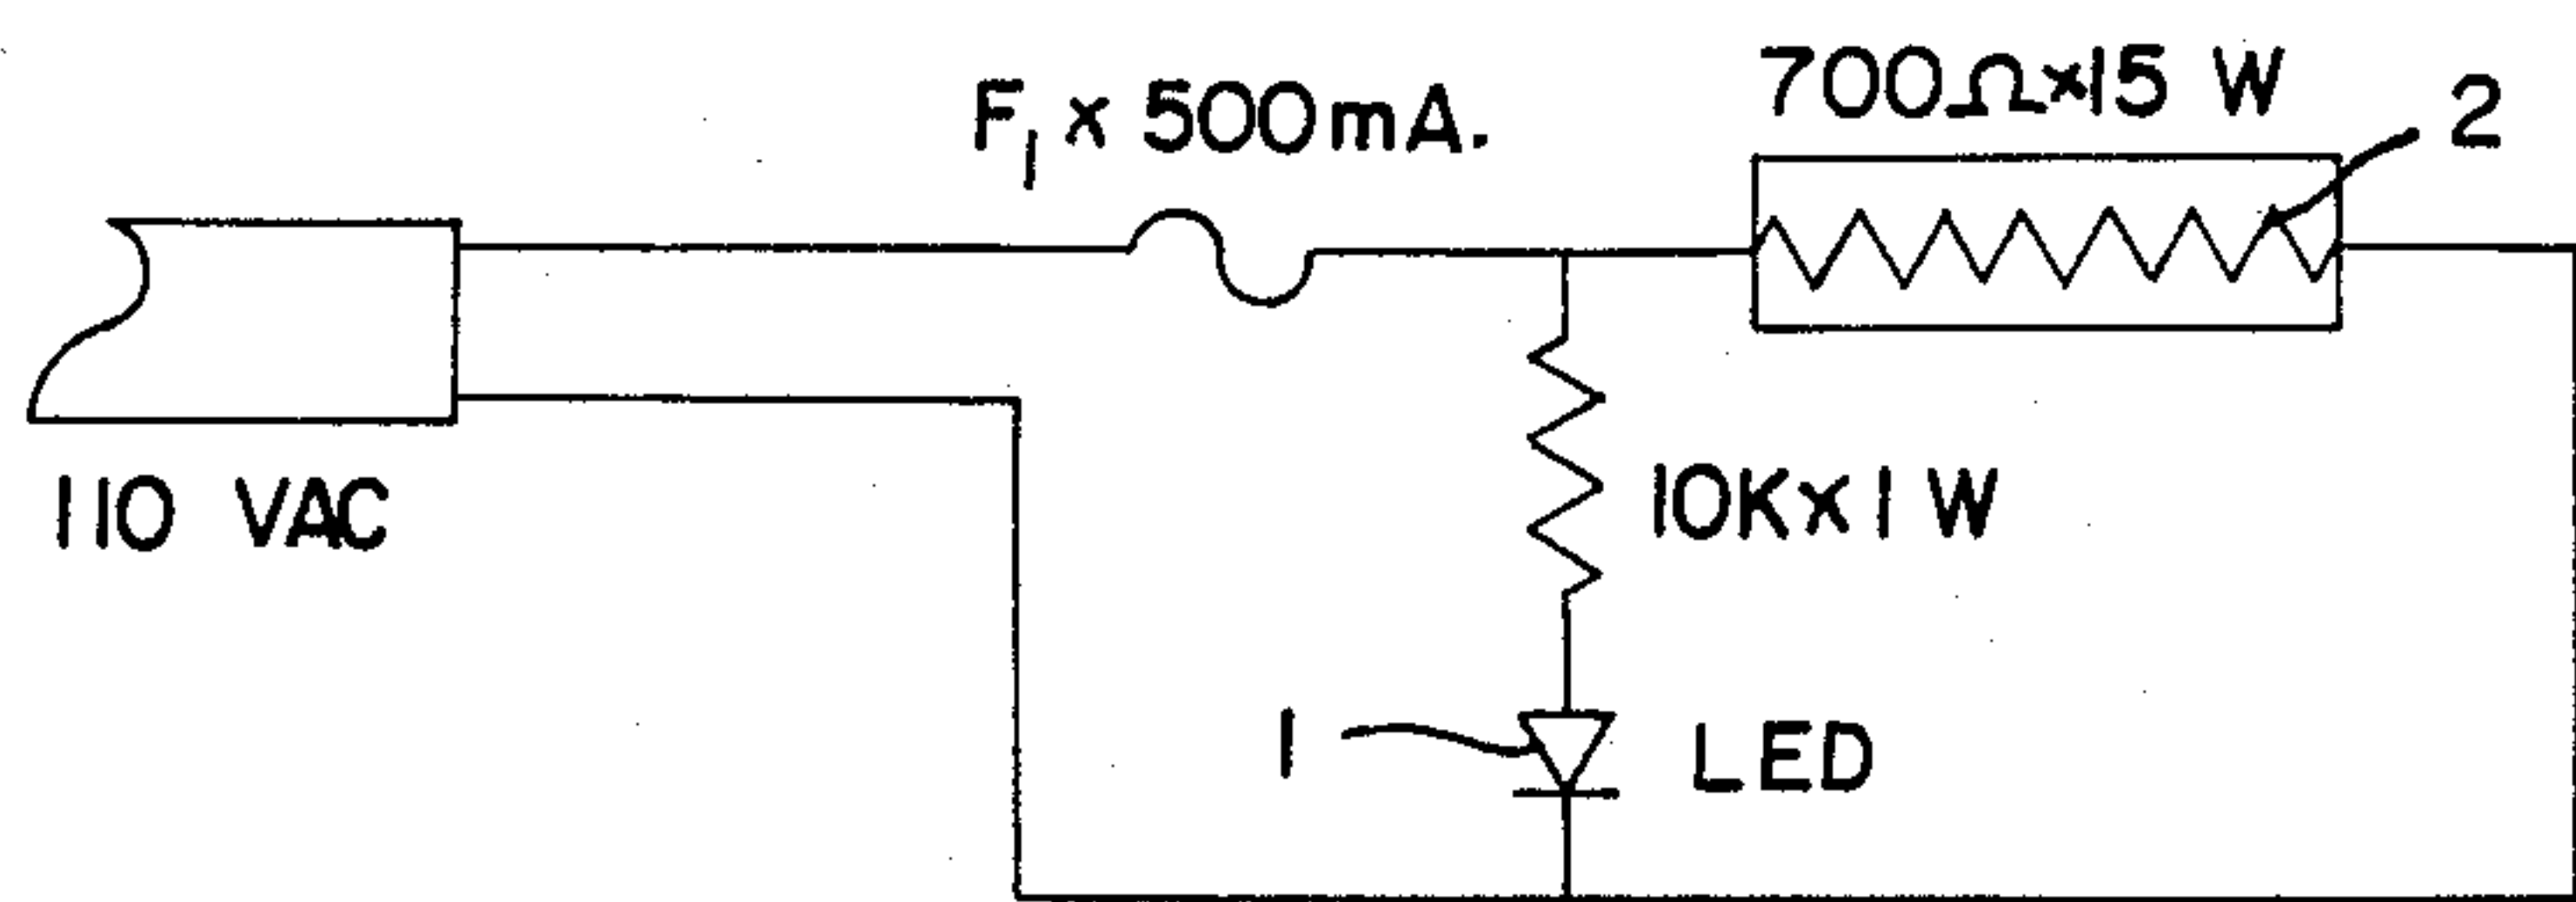 F₁ x 500mA.
700Ω x 15 W
2
110 VAC
10K x 1 W
1
LED